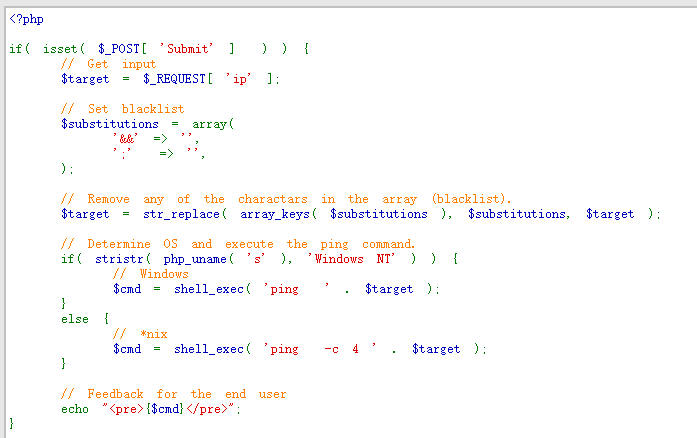 <?php
if( isset( $_POST[ 'Submit' ] ) ) {
// Get input
$target = $_REQUEST[ 'ip' ];
// Set blacklist
$substitutions = array(
'&&' => '',
';' => '',
);
// Remove any of the charactars in the array (blacklist).
$target = str_replace( array_keys( $substitutions ), $substitutions, $target );
// Determine OS and execute the ping command.
if( stristr( php_uname( 's' ), 'Windows NT' ) ) {
// Windows
$cmd = shell_exec( 'ping ' . $target );
}
else {
// *nix
$cmd = shell_exec( 'ping -c 4 ' . $target );
}
// Feedback for the end user
echo "<pre>{$cmd}</pre>";
}